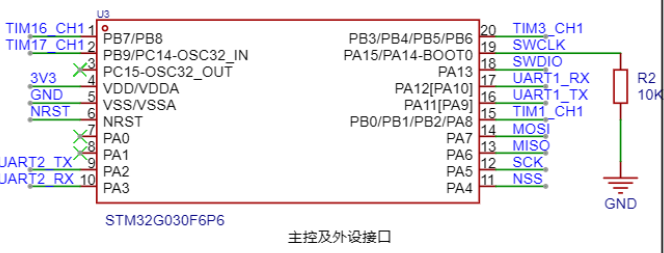 U3
TIM16_CH1 1 PB7/PB8 PB3/PB4/PB5/PB6 20 TIM3_CH1
TIM17_CH1 2 PB9/PC14-OSC32_IN PA15/PA14-BOOT0 19 SWCLK
3 PC15-OSC32_OUT PA13 18 SWDIO
3V3 4 VDD/VDDA PA12[PA10] 17 UART1_RX
GND 5 VSS/VSSA PA11[PA9] 16 UART1_TX
NRST 6 NRST PB0/PB1/PB2/PA8 15 TIM1_CH1
7 PA0 PA7 14 MOSI
8 PA1 PA6 13 MISO
UART2_TX 9 PA2 PA5 12 SCK
UART2_RX 10 PA3 PA4 11 NSS
R2
10K
GND
STM32G030F6P6
主控及外设接口